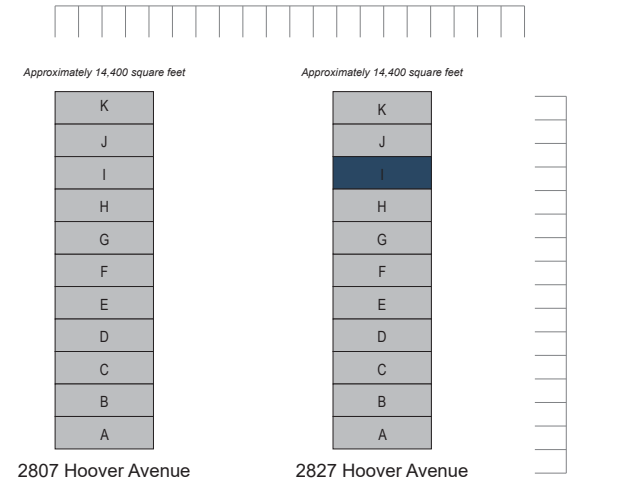 Approximately 14,400 square feet
K
J
I
H
G
F
E
D
C
B
A
2807 Hoover Avenue
Approximately 14,400 square feet
K
J
I
H
G
F
E
D
C
B
A
2827 Hoover Avenue